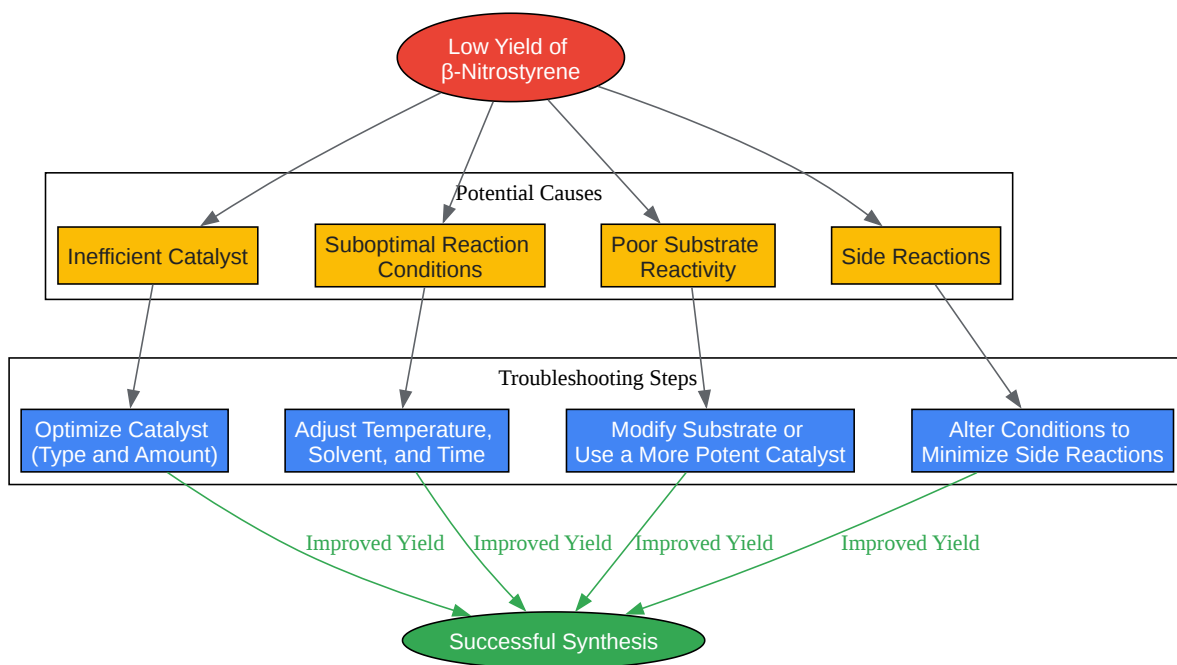 Low Yield of
β-Nitrostyrene
Potential Causes
Inefficient Catalyst
Suboptimal Reaction
Conditions
Poor Substrate
Reactivity
Side Reactions
Troubleshooting Steps
Optimize Catalyst
(Type and Amount)
Adjust Temperature,
Solvent, and Time
Modify Substrate or
Use a More Potent Catalyst
Alter Conditions to
Minimize Side Reactions
Improved Yield
Improved Yield
Improved Yield
Improved Yield
Successful Synthesis